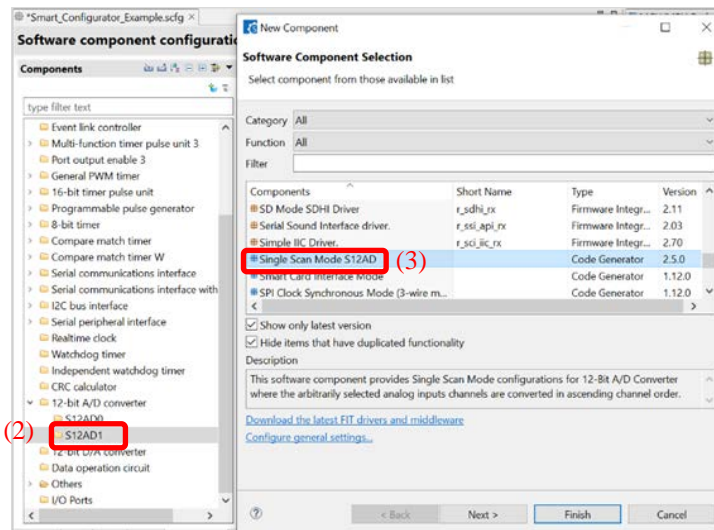 *Smart_Configurator_Example.scfg
Software component configuratio
Components
type filter text
Event link controller
Multi-function timer pulse unit 3
Port output enable 3
General PWM timer
16-bit timer pulse unit
Programmable pulse generator
8-bit timer
Compare match timer
Compare match timer W
Serial communications interface
Serial communications interface with
I2C bus interface
Serial peripheral interface
Realtime clock
Watchdog timer
Independent watchdog timer
CRC calculator
12-bit A/D converter
S12AD0
(2)
S12AD1
12-bit D/A converter
Data operation circuit
Others
I/O Ports
New Component
Software Component Selection
Select component from those available in list
Category All
Function All
Filter
Components Short Name Type Version
SD Mode SDHI Driver r_sdhi_rx Firmware Integr... 2.11
Serial Sound Interface driver. r_ssi_api_rx Firmware Integr... 2.03
Simple IIC Driver. r_sci_iic_rx Firmware Integr... 2.70
Single Scan Mode S12AD (3) Code Generator 2.5.0
Smart Card Interface Mode Code Generator 1.12.0
SPI Clock Synchronous Mode (3-wire m... Code Generator 1.12.0
Show only latest version
Hide items that have duplicated functionality
Description
This software component provides Single Scan Mode configurations for 12-Bit A/D Converter
where the arbitrarily selected analog inputs channels are converted in ascending channel order.
Download the latest FIT drivers and middleware
Configure general settings...
< Back Next > Finish Cancel